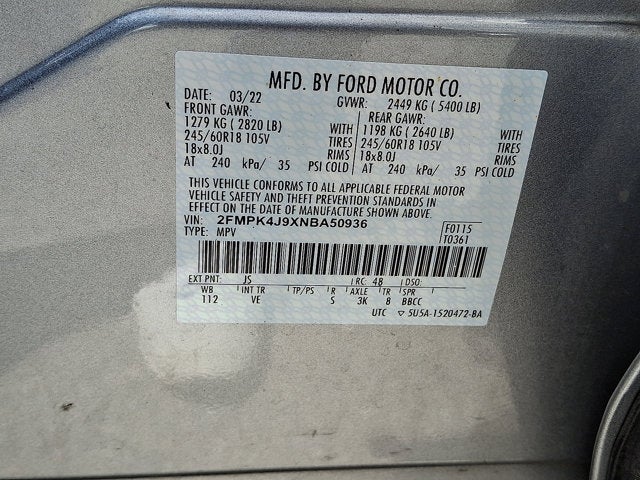 MFD. BY FORD MOTOR CO.
DATE: 03/22 GVWR: 2449 KG ( 5400 LB)
FRONT GAWR: REAR GAWR:
1279 KG ( 2820 LB) WITH 1198 KG ( 2640 LB) WITH
245/60R18 105V TIRES 245/60R18 105V TIRES
18x8.0J RIMS 18x8.0J RIMS
AT 240 kPa/ 35 PSI COLD AT 240 kPa/ 35 PSI COLD
THIS VEHICLE CONFORMS TO ALL APPLICABLE FEDERAL MOTOR
VEHICLE SAFETY AND THEFT PREVENTION STANDARDS IN
EFFECT ON THE DATE OF MANUFACTURE SHOWN ABOVE.
VIN: 2FMPK4J9XNBA50936 F0115
TYPE: MPV T0361
EXT PNT: JS RC: 48 DSO:
WB INT TR TP/PS R AXLE TR SPR
112 VE S 3K 8 BBCC
UTC ▽ 5U5A-1520472-BA